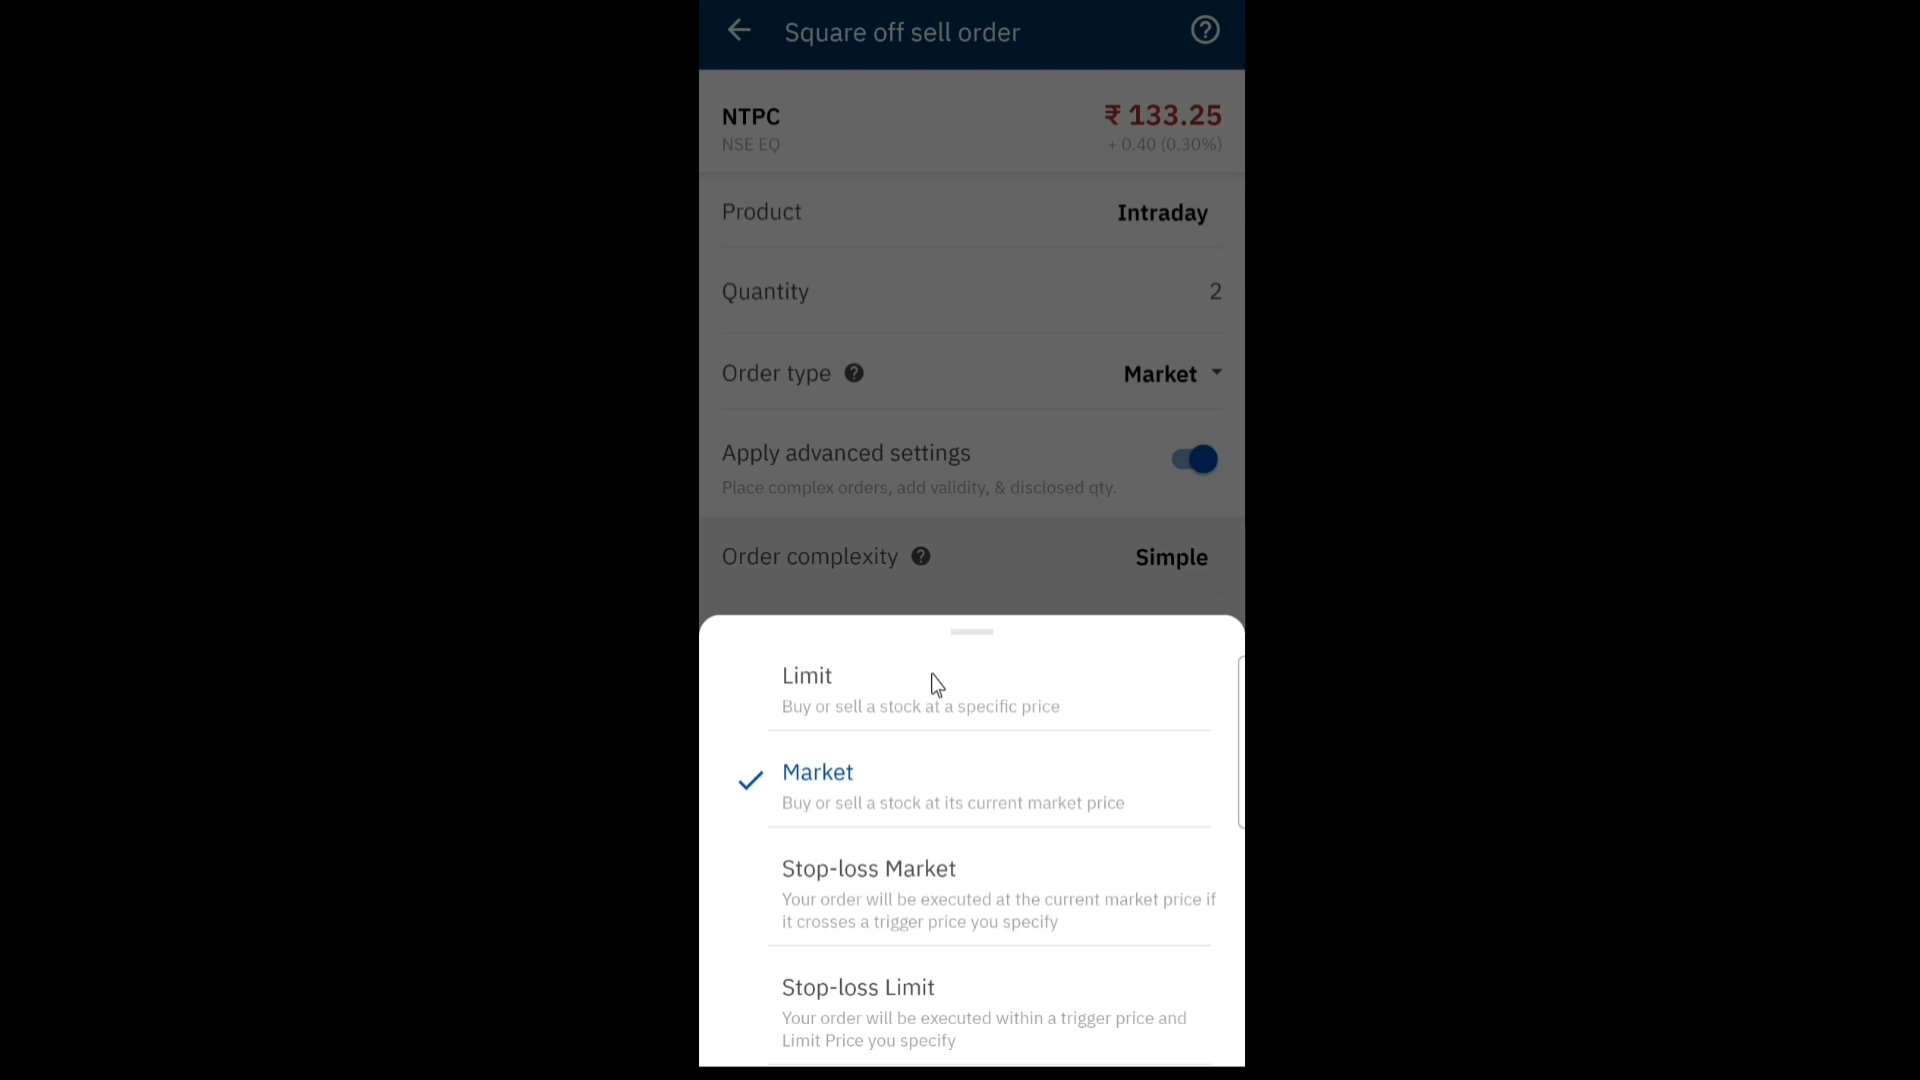 Square off sell order
NTPC
₹ 133.25
NSE EQ
+ 0.40 (0.30%)
Product
Intraday
Quantity
2
Order type
Market
Apply advanced settings
Place complex orders, add validity, & disclosed qty.
Order complexity
Simple
Limit
Buy or sell a stock at a specific price
Market
Buy or sell a stock at its current market price
Stop-loss Market
Your order will be executed at the current market price if
it crosses a trigger price you specify
Stop-loss Limit
Your order will be executed within a trigger price and
Limit Price you specify